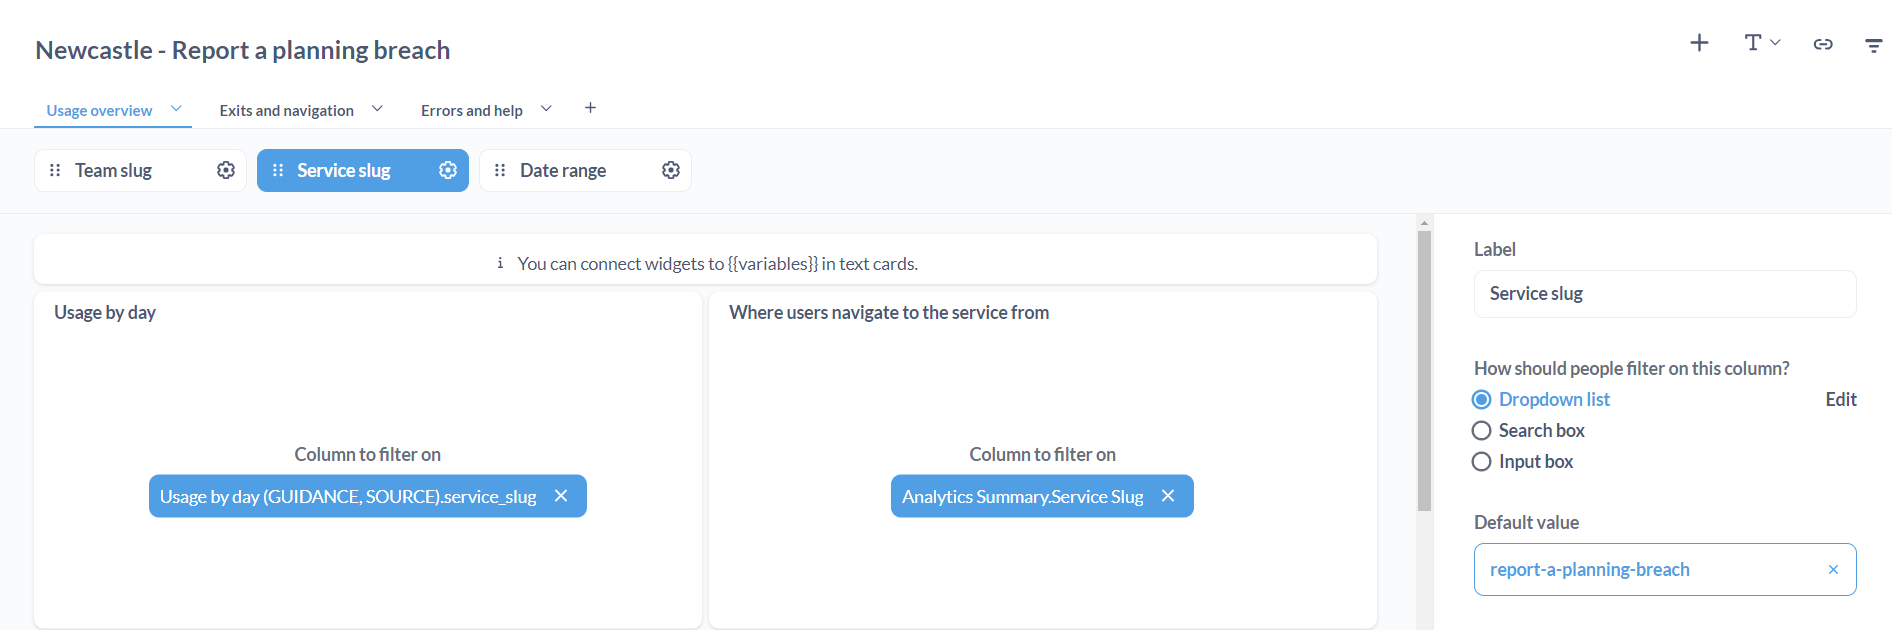 Newcastle - Report a planning breach
Usage overview
Exits and navigation
Errors and help
Team slug
Service slug
Date range
i You can connect widgets to {{variables}} in text cards.
Usage by day
Column to filter on
Usage by day (GUIDANCE, SOURCE).service_slug
Where users navigate to the service from
Column to filter on
Analytics Summary.Service Slug
Label
Service slug
How should people filter on this column?
Dropdown list
Edit
Search box
Input box
Default value
report-a-planning-breach